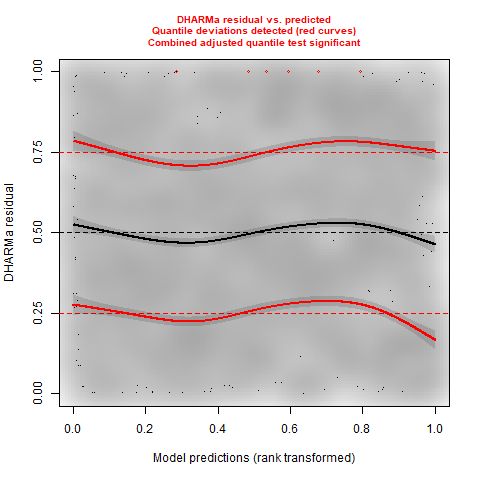 DHARMa residual vs. predicted
Quantile deviations detected (red curves)
Combined adjusted quantile test significant
1.00
0.75
0.50
0.25
0.00
DHARMa residual
0.0 0.2 0.4 0.6 0.8 1.0
Model predictions (rank transformed)